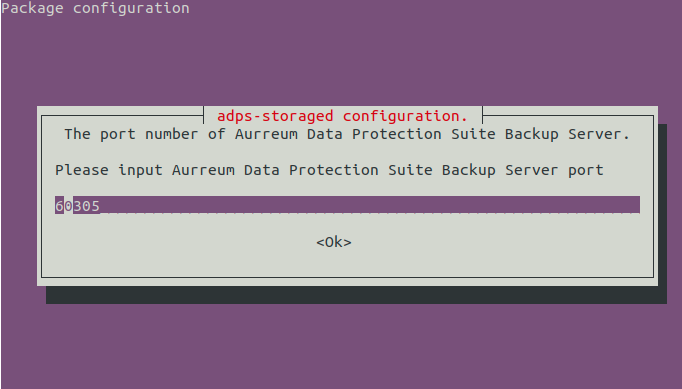 Package configuration
adps-storaged configuration.
The port number of Aurreum Data Protection Suite Backup Server.
Please input Aurreum Data Protection Suite Backup Server port
60305
<Ok>